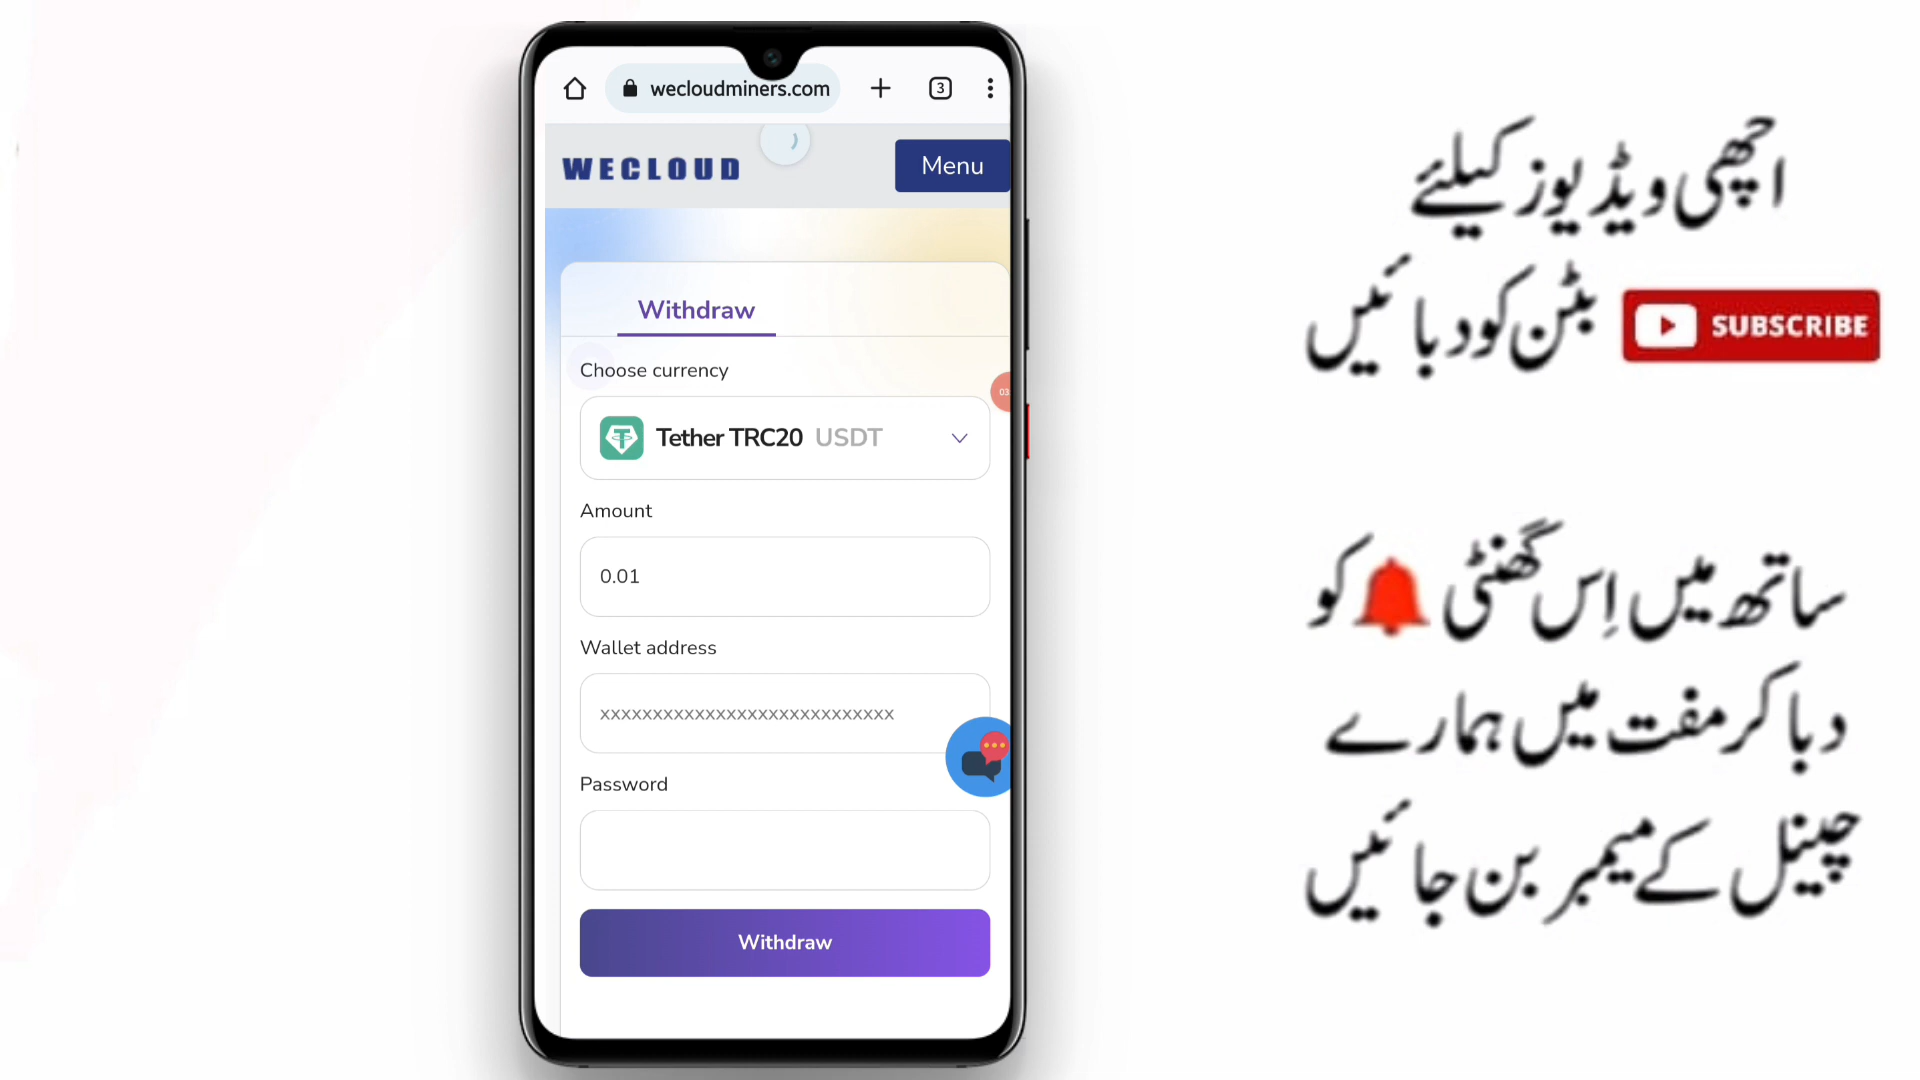 wecloudminers.com
3
WECLOUD
Menu
Withdraw
Choose currency
03
Tether TRC20 USDT
Amount
0.01
Wallet address
xxxxxxxxxxxxxxxxxxxxxxxxxxxx
Password
Withdraw
اچھی ویڈیوز کیلئے
بٹن کو دبائیں SUBSCRIBE
ساتھ میں اِس گھنٹی کو
دبا کر مفت میں ہمارے
چینل کے میمبر بن جائیں